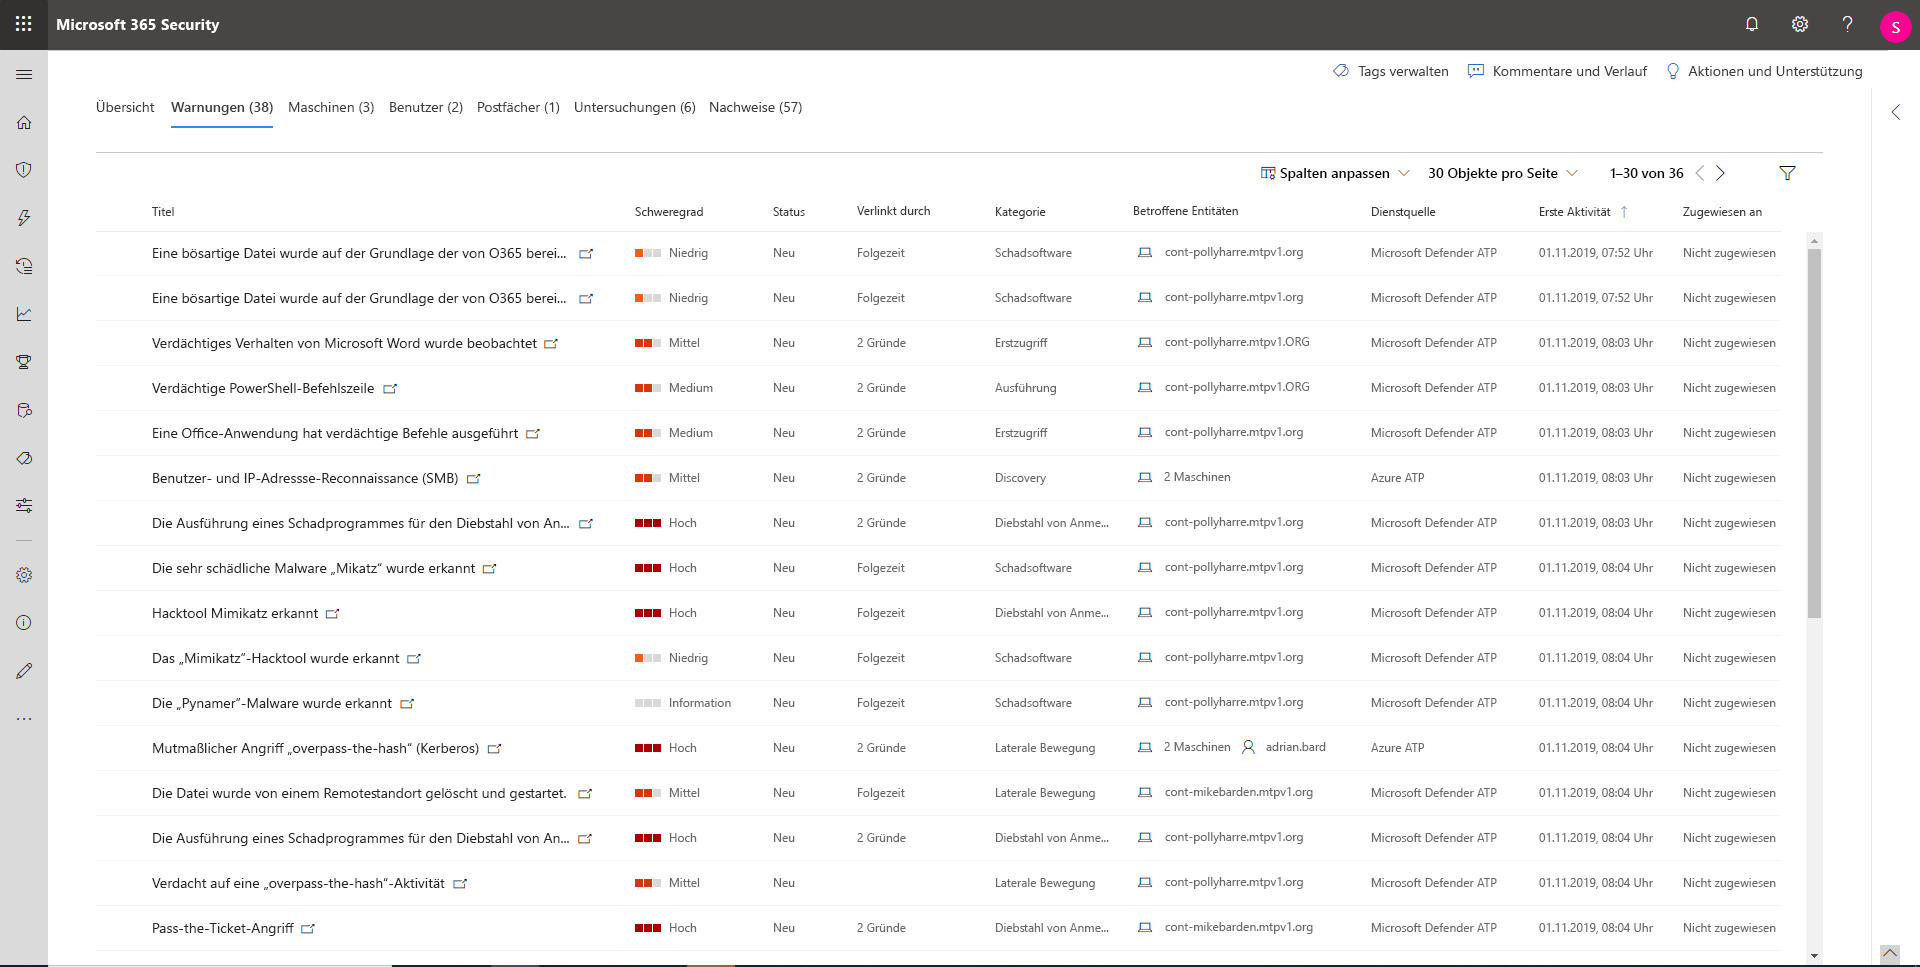 Microsoft 365 Security
S
Tags verwalten Kommentare und Verlauf Aktionen und Unterstützung
Übersicht Warnungen (38) Maschinen (3) Benutzer (2) Postfächer (1) Untersuchungen (6) Nachweise (57)
Spalten anpassen 30 Objekte pro Seite 1–30 von 36
Titel Schweregrad Status Verlinkt durch Kategorie Betroffene Entitäten Dienstquelle Erste Aktivität Zugewiesen an
Eine bösartige Datei wurde auf der Grundlage der von O365 berei... Niedrig Neu Folgezeit Schadsoftware cont-pollyharre.mtpv1.org Microsoft Defender ATP 01.11.2019, 07:52 Uhr Nicht zugewiesen
Eine bösartige Datei wurde auf der Grundlage der von O365 berei... Niedrig Neu Folgezeit Schadsoftware cont-pollyharre.mtpv1.org Microsoft Defender ATP 01.11.2019, 07:52 Uhr Nicht zugewiesen
Verdächtiges Verhalten von Microsoft Word wurde beobachtet Mittel Neu 2 Gründe Erstzugriff cont-pollyharre.mtpv1.ORG Microsoft Defender ATP 01.11.2019, 08:03 Uhr Nicht zugewiesen
Verdächtige PowerShell-Befehlszeile Medium Neu 2 Gründe Ausführung cont-pollyharre.mtpv1.ORG Microsoft Defender ATP 01.11.2019, 08:03 Uhr Nicht zugewiesen
Eine Office-Anwendung hat verdächtige Befehle ausgeführt Medium Neu 2 Gründe Erstzugriff cont-pollyharre.mtpv1.org Microsoft Defender ATP 01.11.2019, 08:03 Uhr Nicht zugewiesen
Benutzer- und IP-Adressse-Reconnaissance (SMB) Mittel Neu 2 Gründe Discovery 2 Maschinen Azure ATP 01.11.2019, 08:03 Uhr Nicht zugewiesen
Die Ausführung eines Schadprogrammes für den Diebstahl von An... Hoch Neu 2 Gründe Diebstahl von Anme... cont-pollyharre.mtpv1.org Microsoft Defender ATP 01.11.2019, 08:03 Uhr Nicht zugewiesen
Die sehr schädliche Malware „Mikatz“ wurde erkannt Hoch Neu Folgezeit Schadsoftware cont-pollyharre.mtpv1.org Microsoft Defender ATP 01.11.2019, 08:04 Uhr Nicht zugewiesen
Hacktool Mimikatz erkannt Hoch Neu Folgezeit Diebstahl von Anme... cont-pollyharre.mtpv1.org Microsoft Defender ATP 01.11.2019, 08:04 Uhr Nicht zugewiesen
Das „Mimikatz“-Hacktool wurde erkannt Niedrig Neu Folgezeit Schadsoftware cont-pollyharre.mtpv1.org Microsoft Defender ATP 01.11.2019, 08:04 Uhr Nicht zugewiesen
Die „Pynamer“-Malware wurde erkannt Information Neu Folgezeit Schadsoftware cont-pollyharre.mtpv1.org Microsoft Defender ATP 01.11.2019, 08:04 Uhr Nicht zugewiesen
Mutmaßlicher Angriff „overpass-the-hash“ (Kerberos) Hoch Neu 2 Gründe Laterale Bewegung 2 Maschinen adrian.bard Azure ATP 01.11.2019, 08:04 Uhr Nicht zugewiesen
Die Datei wurde von einem Remotestandort gelöscht und gestartet. Mittel Neu Folgezeit Laterale Bewegung cont-mikebarden.mtpv1.org Microsoft Defender ATP 01.11.2019, 08:04 Uhr Nicht zugewiesen
Die Ausführung eines Schadprogrammes für den Diebstahl von An... Hoch Neu 2 Gründe Diebstahl von Anme... cont-pollyharre.mtpv1.org Microsoft Defender ATP 01.11.2019, 08:04 Uhr Nicht zugewiesen
Verdacht auf eine „overpass-the-hash“-Aktivität Mittel Neu Laterale Bewegung cont-pollyharre.mtpv1.org Microsoft Defender ATP 01.11.2019, 08:04 Uhr Nicht zugewiesen
Pass-the-Ticket-Angriff Hoch Neu 2 Gründe Diebstahl von Anme... cont-mikebarden.mtpv1.org Microsoft Defender ATP 01.11.2019, 08:04 Uhr Nicht zugewiesen